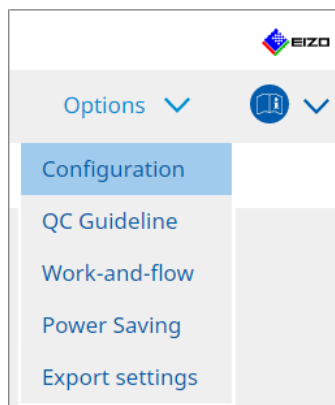 EIZO
Options
Configuration
QC Guideline
Work-and-flow
Power Saving
Export settings